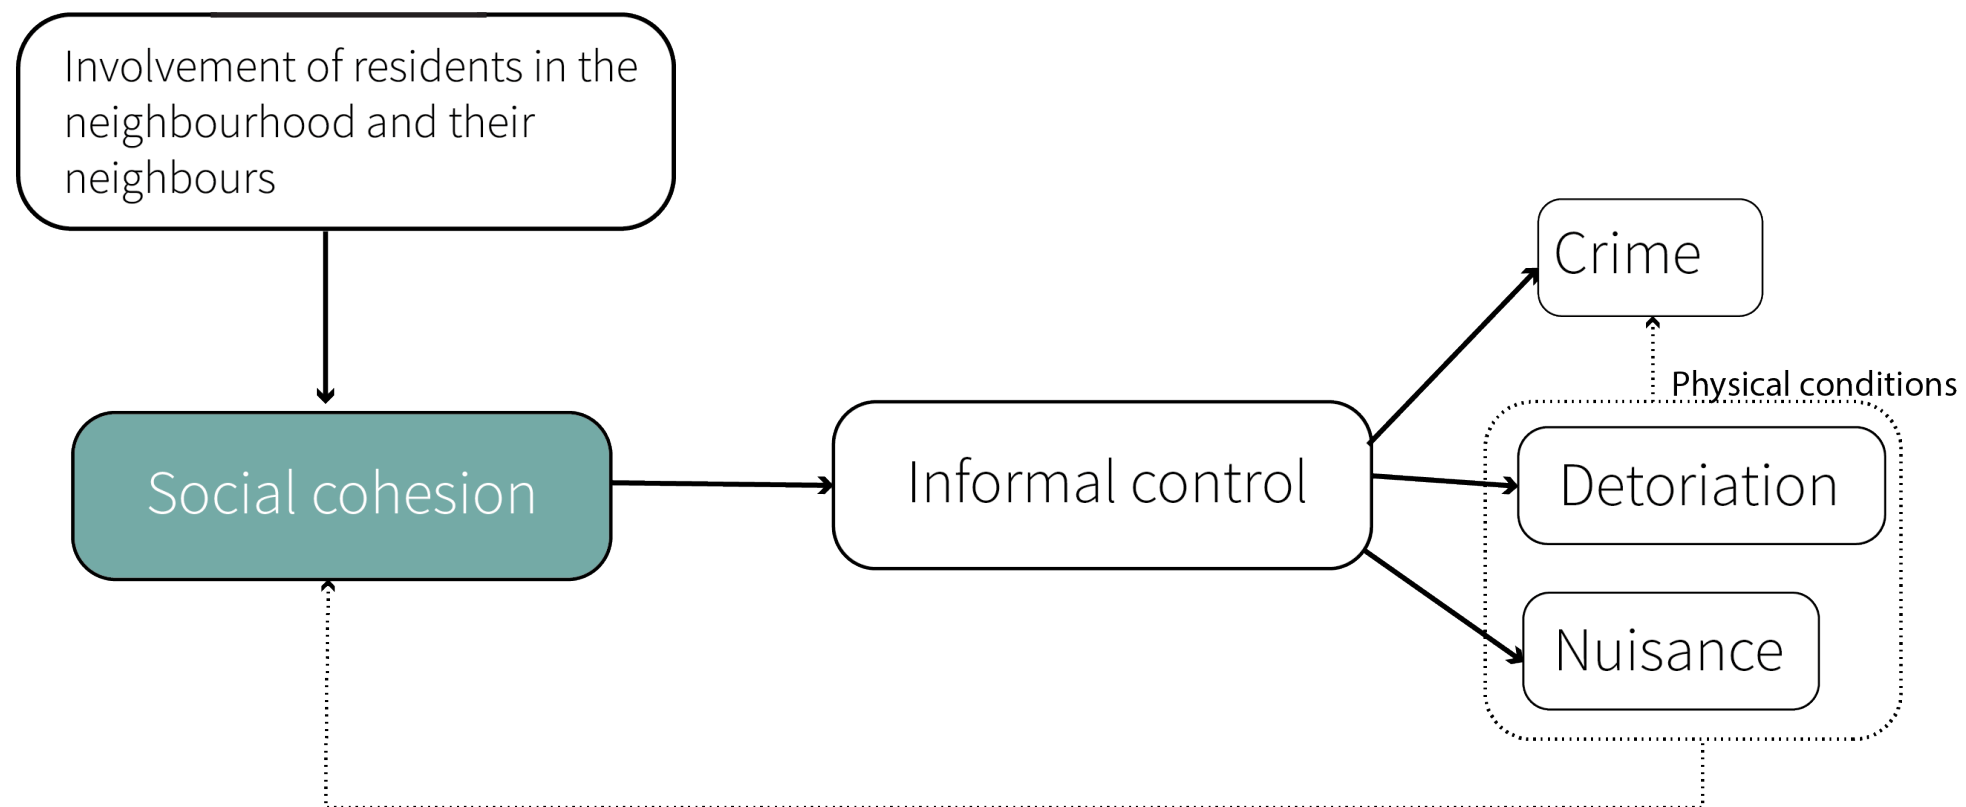 Involvement of residents in the
neighbourhood and their
neighbours
Crime
Physical conditions
Social cohesion
Informal control
Detoriation
Nuisance